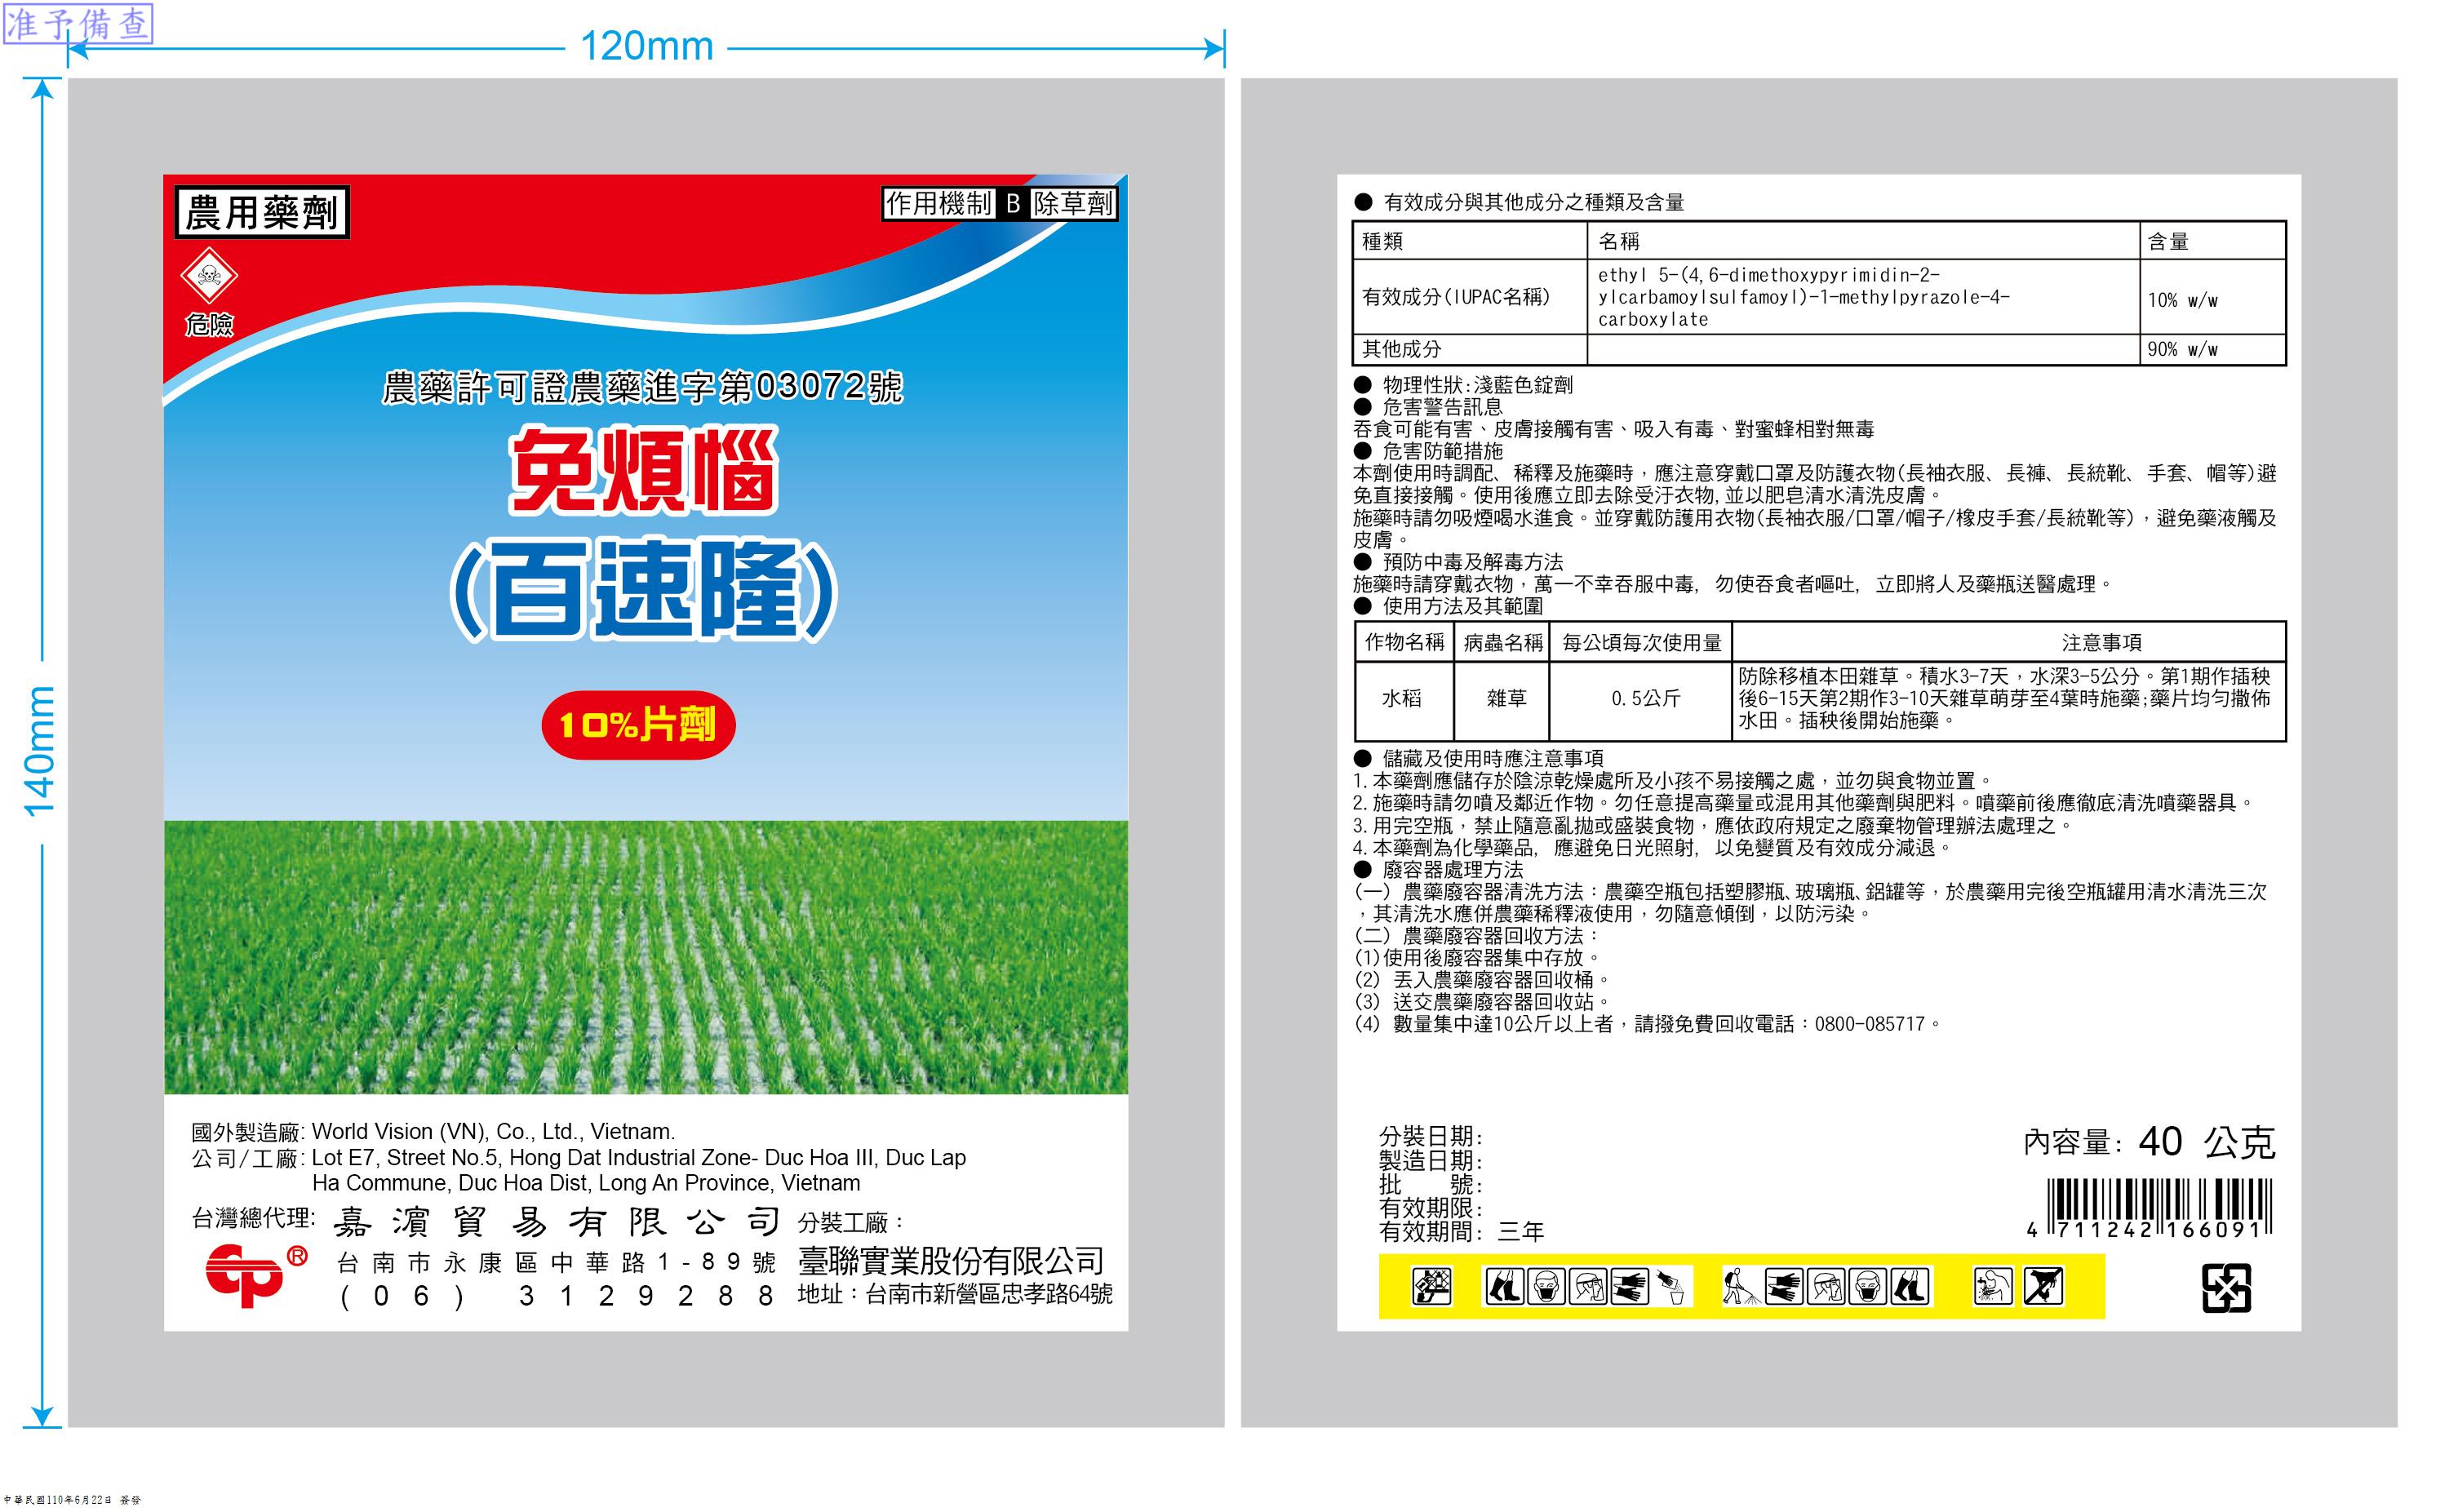 准予備查
120mm
140mm
農用藥劑
作用機制 B 除草劑
危險
農藥許可證農藥進字第03072號
免煩惱
(百速隆)
10%片劑
國外製造廠: World Vision (VN), Co., Ltd., Vietnam.
公司/工廠: Lot E7, Street No.5, Hong Dat Industrial Zone- Duc Hoa III, Duc Lap
Ha Commune, Duc Hoa Dist, Long An Province, Vietnam
台灣總代理: 嘉濱貿易有限公司
台南市永康區中華路1-89號
(06) 3129288
Cp®
分裝工廠：
臺聯實業股份有限公司
地址：台南市新營區忠孝路64號
● 有效成分與其他成分之種類及含量
種類 名稱 含量
有效成分(IUPAC名稱) ethyl 5-(4,6-dimethoxypyrimidin-2-
ylcarbamoylsulfamoyl)-1-methylpyrazole-4-
carboxylate 10% w/w
其他成分 90% w/w
● 物理性狀:淺藍色錠劑
● 危害警告訊息
吞食可能有害、皮膚接觸有害、吸入有毒、對蜜蜂相對無毒
● 危害防範措施
本劑使用時調配、稀釋及施藥時，應注意穿戴口罩及防護衣物(長袖衣服、長褲、長統靴、手套、帽等)避
免直接接觸。使用後應立即去除受汙衣物,並以肥皂清水清洗皮膚。
施藥時請勿吸煙喝水進食。並穿戴防護用衣物(長袖衣服/口罩/帽子/橡皮手套/長統靴等)，避免藥液觸及
皮膚。
● 預防中毒及解毒方法
施藥時請穿戴衣物，萬一不幸吞服中毒, 勿使吞食者嘔吐, 立即將人及藥瓶送醫處理。
● 使用方法及其範圍
作物名稱 病蟲名稱 每公頃每次使用量 注意事項
水稻 雜草 0.5公斤 防除移植本田雜草。積水3-7天，水深3-5公分。第1期作插秧
後6-15天第2期作3-10天雜草萌芽至4葉時施藥;藥片均勻撒佈
水田。插秧後開始施藥。
● 儲藏及使用時應注意事項
1.本藥劑應儲存於陰涼乾燥處所及小孩不易接觸之處，並勿與食物並置。
2.施藥時請勿噴及鄰近作物。勿任意提高藥量或混用其他藥劑與肥料。噴藥前後應徹底清洗噴藥器具。
3.用完空瓶，禁止隨意亂拋或盛裝食物，應依政府規定之廢棄物管理辦法處理之。
4.本藥劑為化學藥品, 應避免日光照射, 以免變質及有效成分減退。
● 廢容器處理方法
(一) 農藥廢容器清洗方法：農藥空瓶包括塑膠瓶、玻璃瓶、鋁罐等，於農藥用完後空瓶罐用清水清洗三次
，其清洗水應併農藥稀釋液使用，勿隨意傾倒，以防污染。
(二) 農藥廢容器回收方法：
(1)使用後廢容器集中存放。
(2) 丟入農藥廢容器回收桶。
(3) 送交農藥廢容器回收站。
(4) 數量集中達10公斤以上者，請撥免費回收電話：0800-085717。
分裝日期:
製造日期:
批　　號:
有效期限:
有效期間: 三年
內容量: 40 公克
4 711242 166091
中華民國110年6月22日 簽發